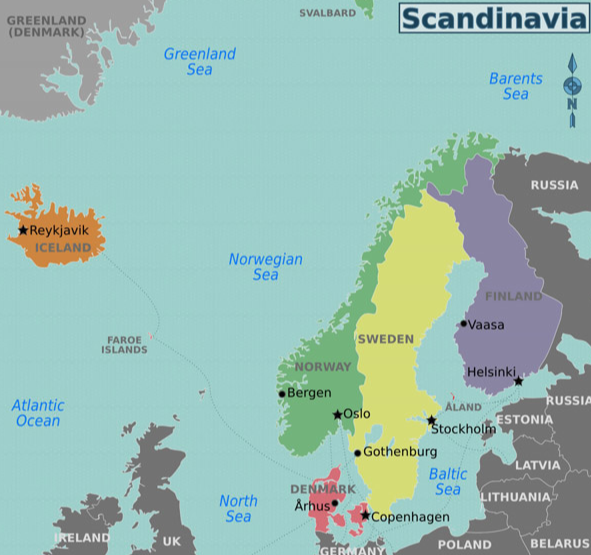 GREENLAND
(DENMARK)
SVALBARD
Scandinavia
Greenland
Sea
Barents
Sea
N
RUSSIA
Reykjavik
ICELAND
Norwegian
Sea
FINLAND
Vaasa
FAROE
ISLANDS
SWEDEN
NORWAY
Helsinki
Bergen
RUSSIA
Atlantic
Ocean
Oslo
ÅLAND
Stockholm
ESTONIA
Gothenburg
LATVIA
Baltic
Sea
DENMARK
LITHUANIA
North
Sea
Århus
Copenhagen
IRELAND
UK
GERMANY
POLAND
BELARUS